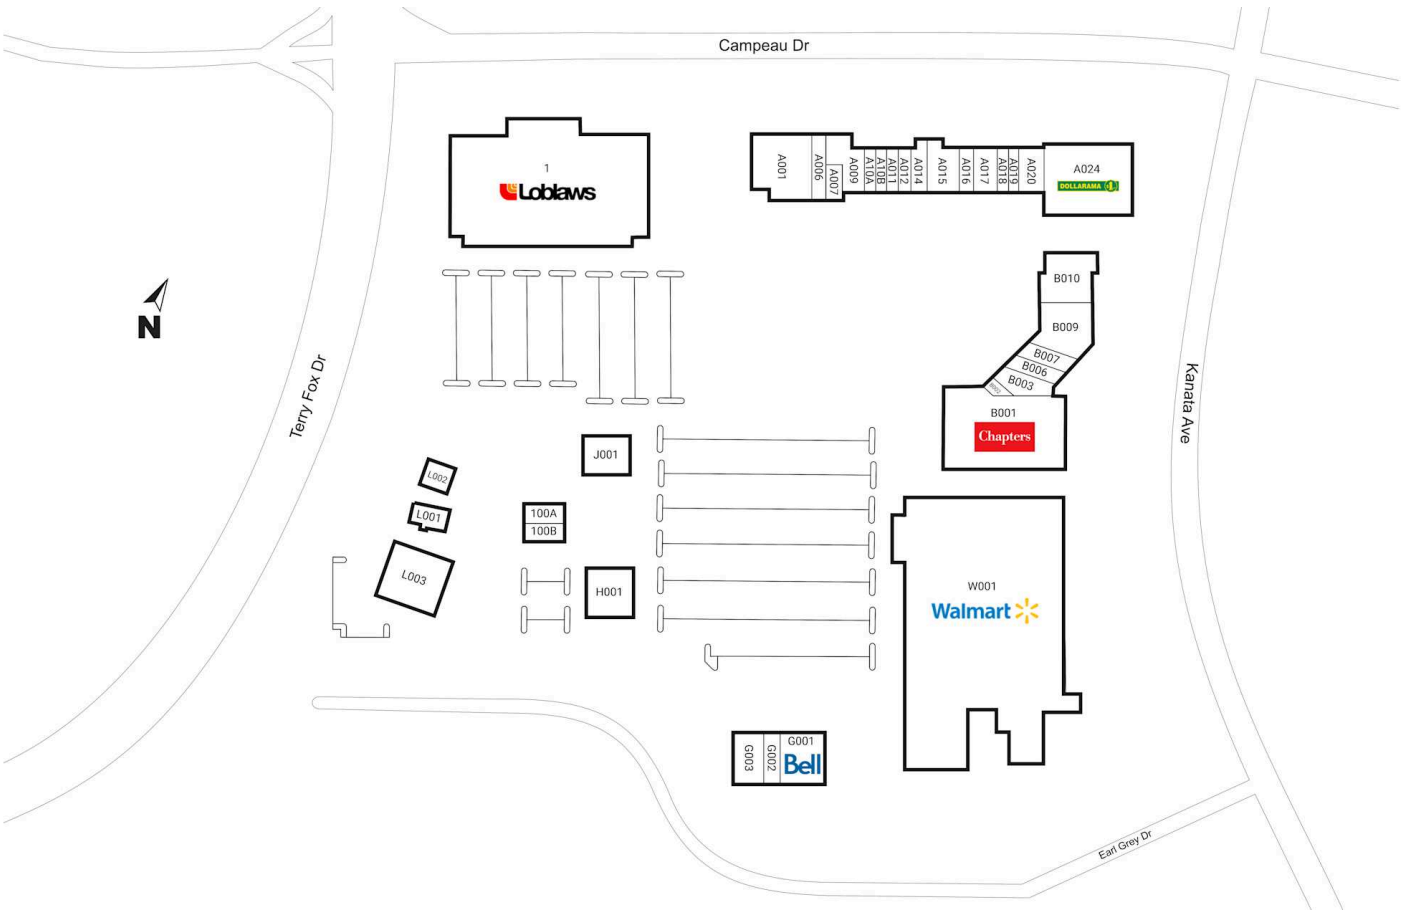 Campeau Dr
1
Loblaws
A001
A006
A007
A009
A10A
A10B
A011
A012
A014
A015
A016
A017
A018
A019
A020
A024
DOLLARAMA
N
Terry Fox Dr
Kanata Ave
B010
B009
B007
B006
B003
B002
B001
Chapters
J001
L002
L001
L003
100A
100B
H001
W001
Walmart
G003
G002
G001
Bell
Earl Grey Dr